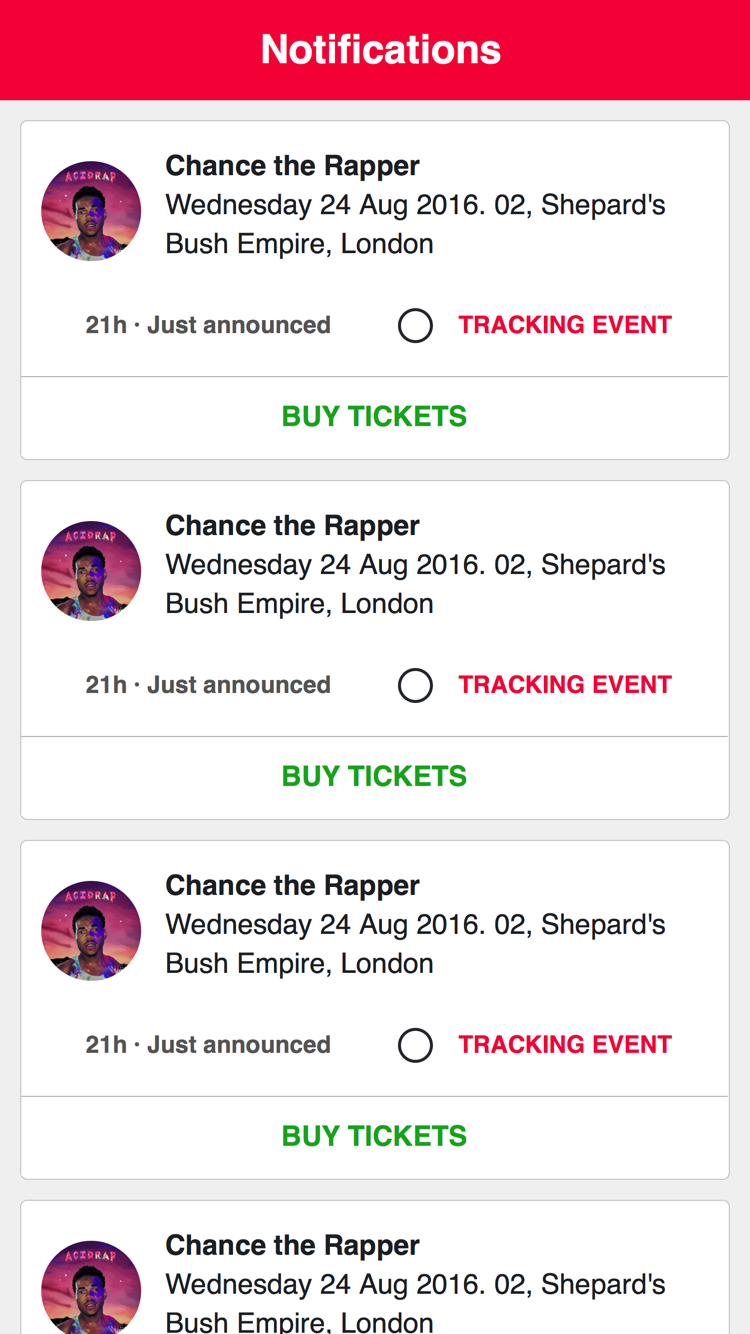 Notifications
ACIDRAP
Chance the Rapper
Wednesday 24 Aug 2016. 02, Shepard's
Bush Empire, London
21h · Just announced
TRACKING EVENT
BUY TICKETS
ACIDRAP
Chance the Rapper
Wednesday 24 Aug 2016. 02, Shepard's
Bush Empire, London
21h · Just announced
TRACKING EVENT
BUY TICKETS
ACIDRAP
Chance the Rapper
Wednesday 24 Aug 2016. 02, Shepard's
Bush Empire, London
21h · Just announced
TRACKING EVENT
BUY TICKETS
ACIDRAP
Chance the Rapper
Wednesday 24 Aug 2016. 02, Shepard's
Bush Empire, London